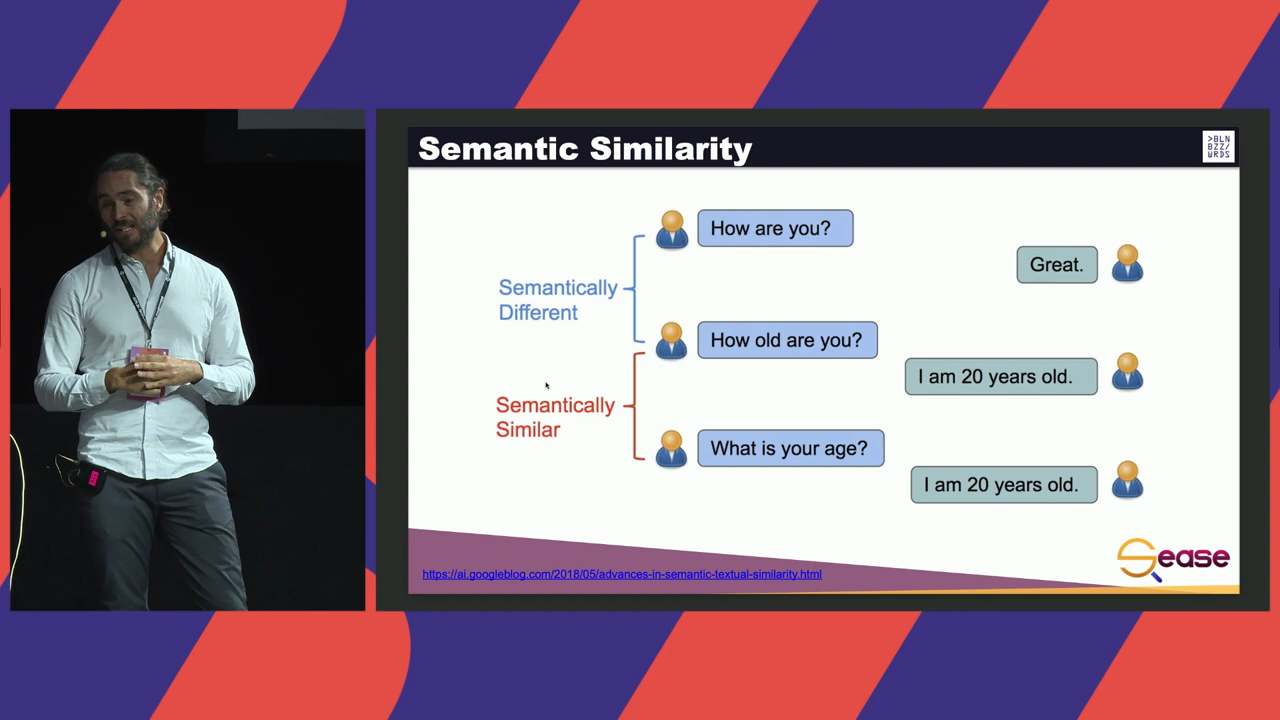 Semantic Similarity
>BLN
BZZ/
WRDS
How are you?
Great.
Semantically
Different
How old are you?
I am 20 years old.
Semantically
Similar
What is your age?
I am 20 years old.
Sease
https://ai.googleblog.com/2018/05/advances-in-semantic-textual-similarity.html